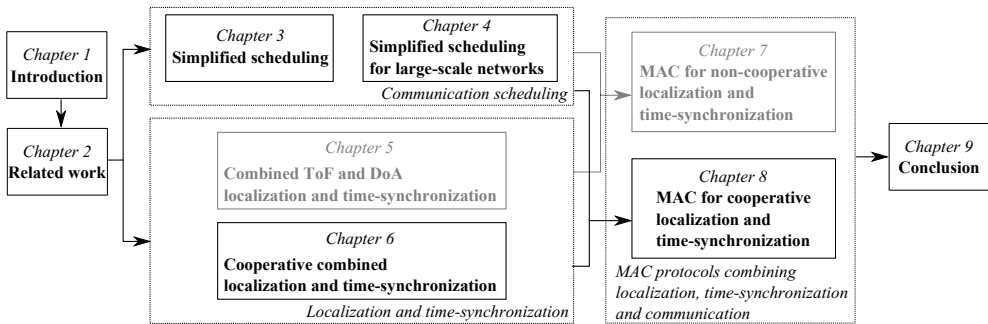 Chapter 1
Introduction
Chapter 2
Related work
Chapter 3
Simplified scheduling
Chapter 4
Simplified scheduling
for large-scale networks
Communication scheduling
Chapter 5
Combined ToF and DoA
localization and time-synchronization
Chapter 6
Cooperative combined
localization and time-synchronization
Localization and time-synchronization
Chapter 7
MAC for non-cooperative
localization and
time-synchronization
Chapter 8
MAC for cooperative
localization and
time-synchronization
MAC protocols combining
localization, time-synchronization
and communication
Chapter 9
Conclusion